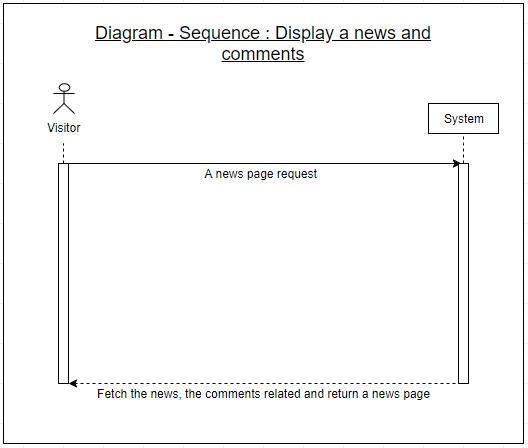 Diagram - Sequence : Display a news and
comments
Visitor
System
A news page request
Fetch the news, the comments related and return a news page